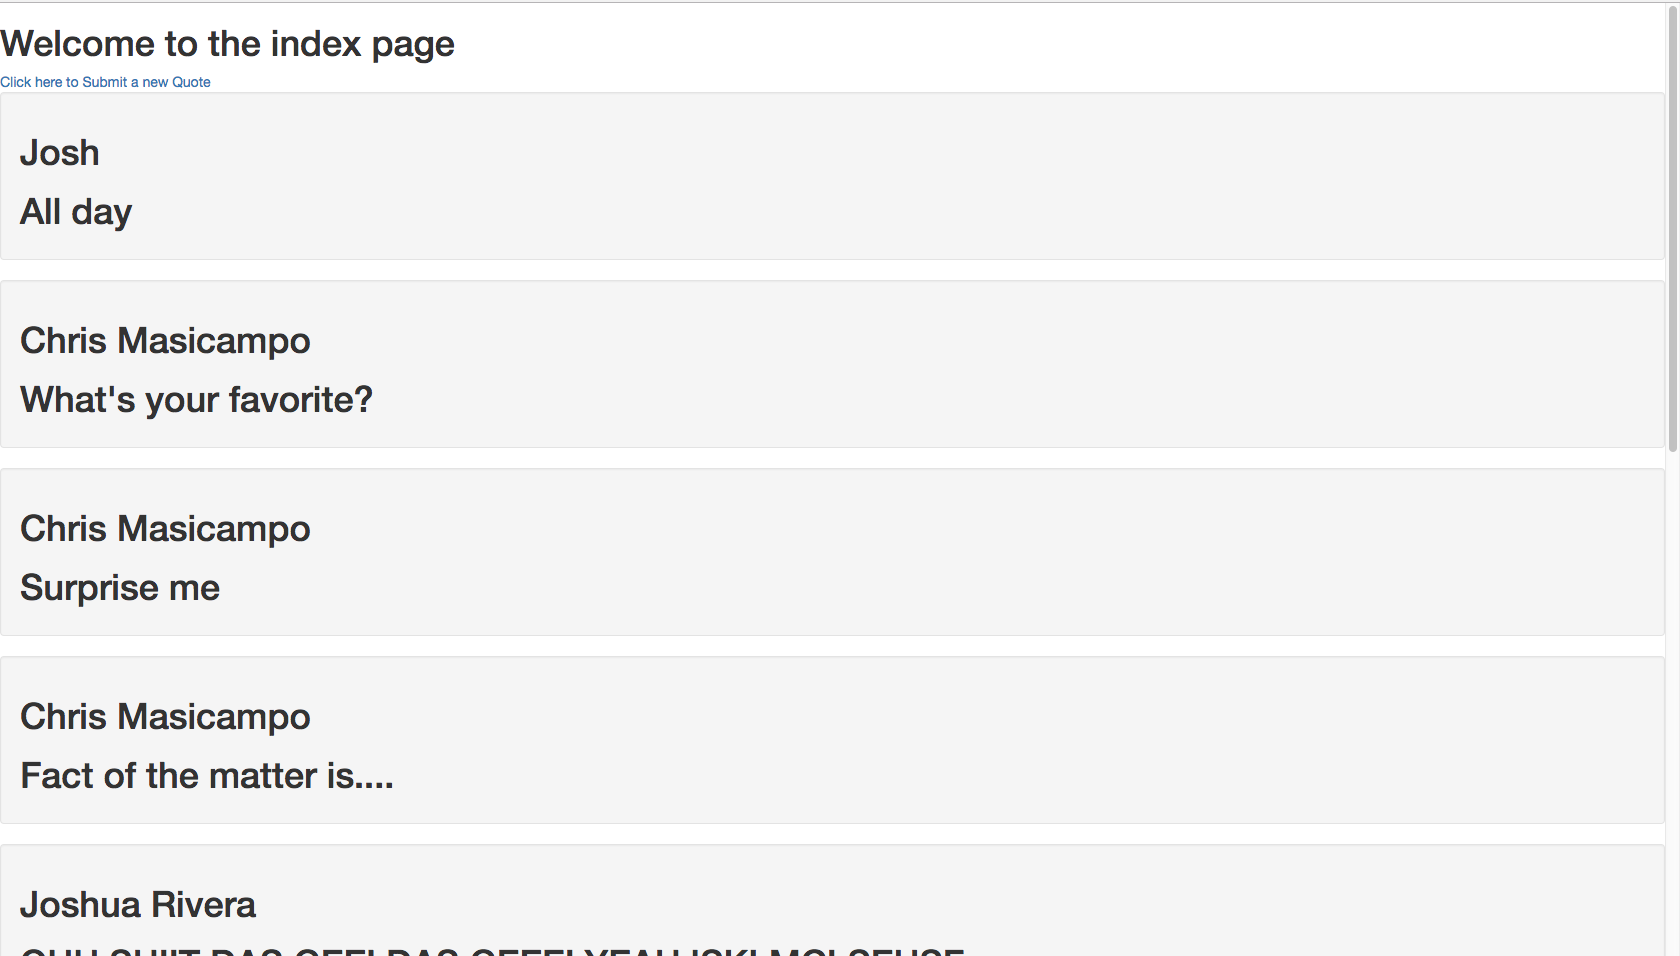 Welcome to the index page
Click here to Submit a new Quote
Josh
All day
Chris Masicampo
What's your favorite?
Chris Masicampo
Surprise me
Chris Masicampo
Fact of the matter is....
Joshua Rivera